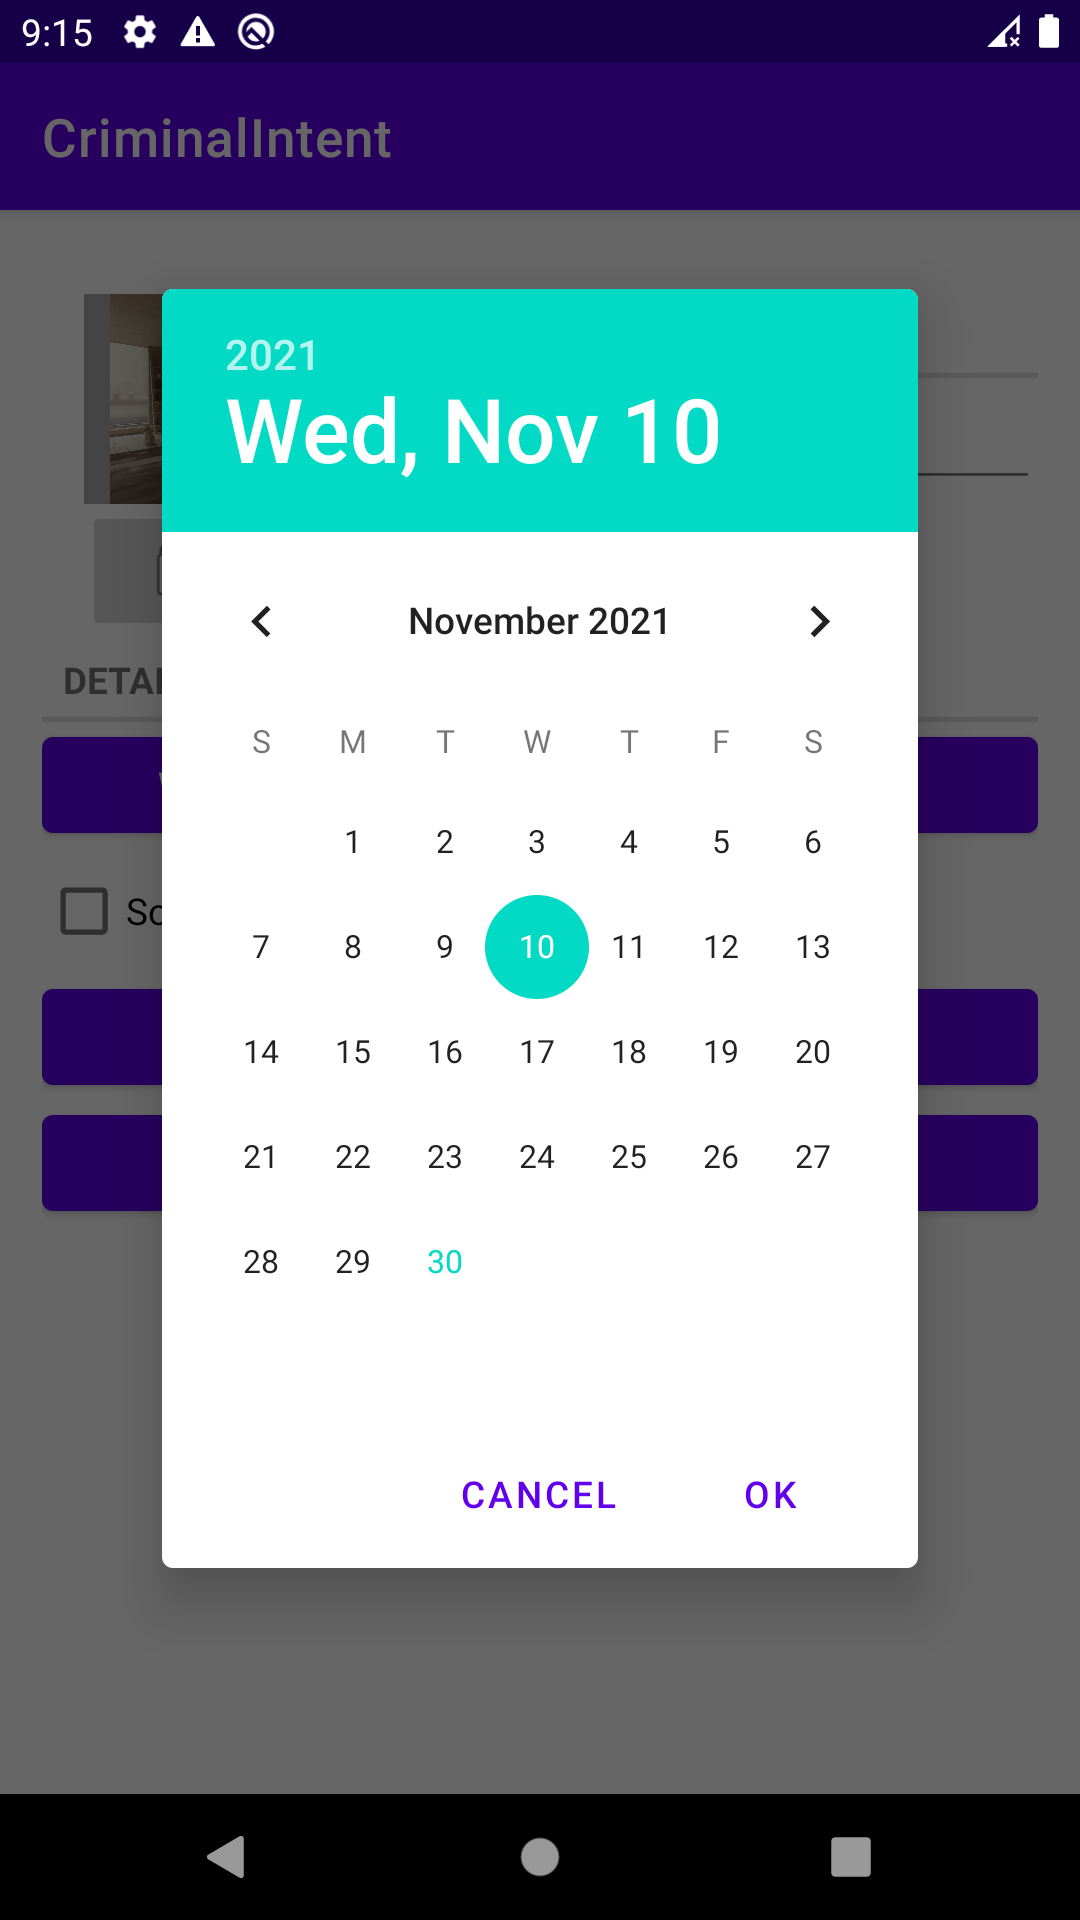 9:15
CriminalIntent
2021
Wed, Nov 10
November 2021
S M T W T F S
1 2 3 4 5 6
7 8 9 10 11 12 13
14 15 16 17 18 19 20
21 22 23 24 25 26 27
28 29 30
CANCEL OK